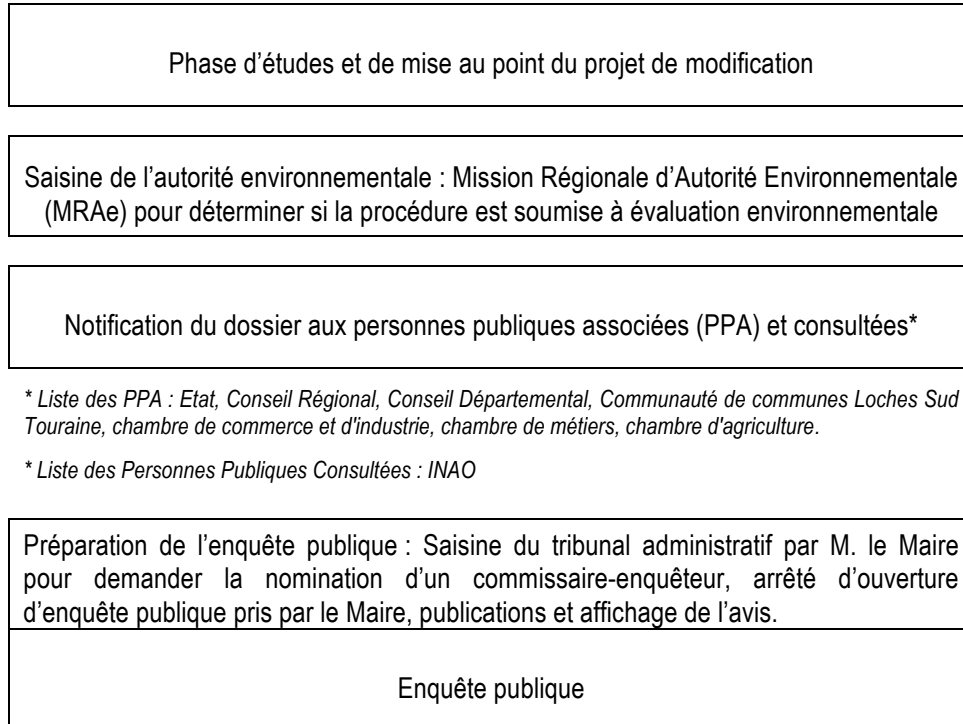 Phase d’études et de mise au point du projet de modification
Saisine de l’autorité environnementale : Mission Régionale d’Autorité Environnementale
(MRAe) pour déterminer si la procédure est soumise à évaluation environnementale
Notification du dossier aux personnes publiques associées (PPA) et consultées*
* Liste des PPA : Etat, Conseil Régional, Conseil Départemental, Communauté de communes Loches Sud
Touraine, chambre de commerce et d'industrie, chambre de métiers, chambre d'agriculture.
* Liste des Personnes Publiques Consultées : INAO
Préparation de l’enquête publique : Saisine du tribunal administratif par M. le Maire
pour demander la nomination d’un commissaire-enquêteur, arrêté d’ouverture
d’enquête publique pris par le Maire, publications et affichage de l’avis.
Enquête publique